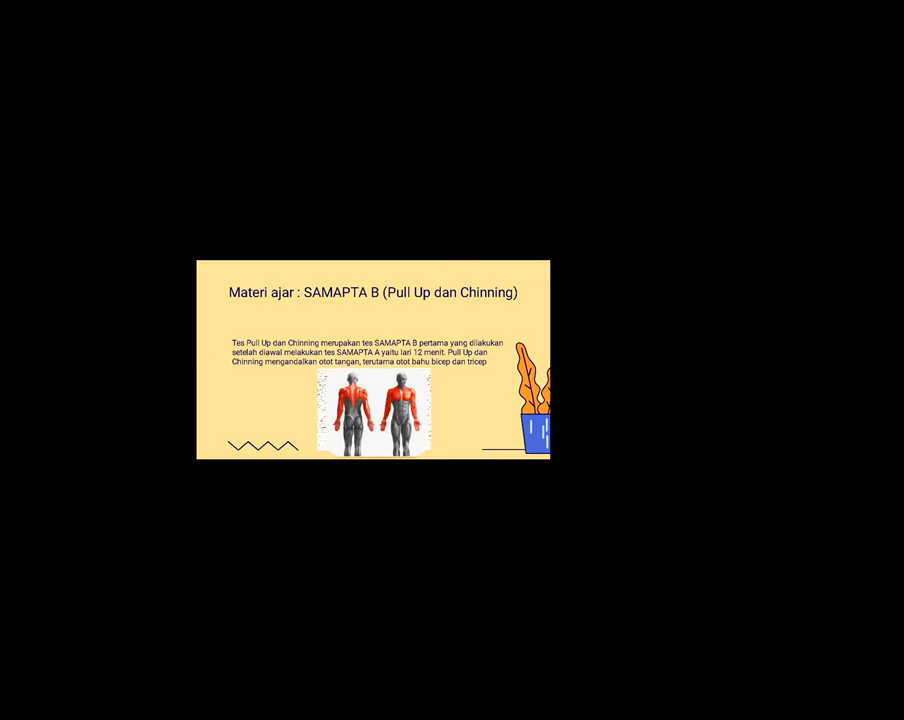 Materi ajar : SAMAPTA B (Pull Up dan Chinning)
Tes Pull Up dan Chinning merupakan tes SAMAPTA B pertama yang dilakukan
setelah diawal melakukan tes SAMAPTA A yaitu lari 12 menit. Pull Up dan
Chinning mengandalkan otot tangan, terutama otot bahu bicep dan tricep